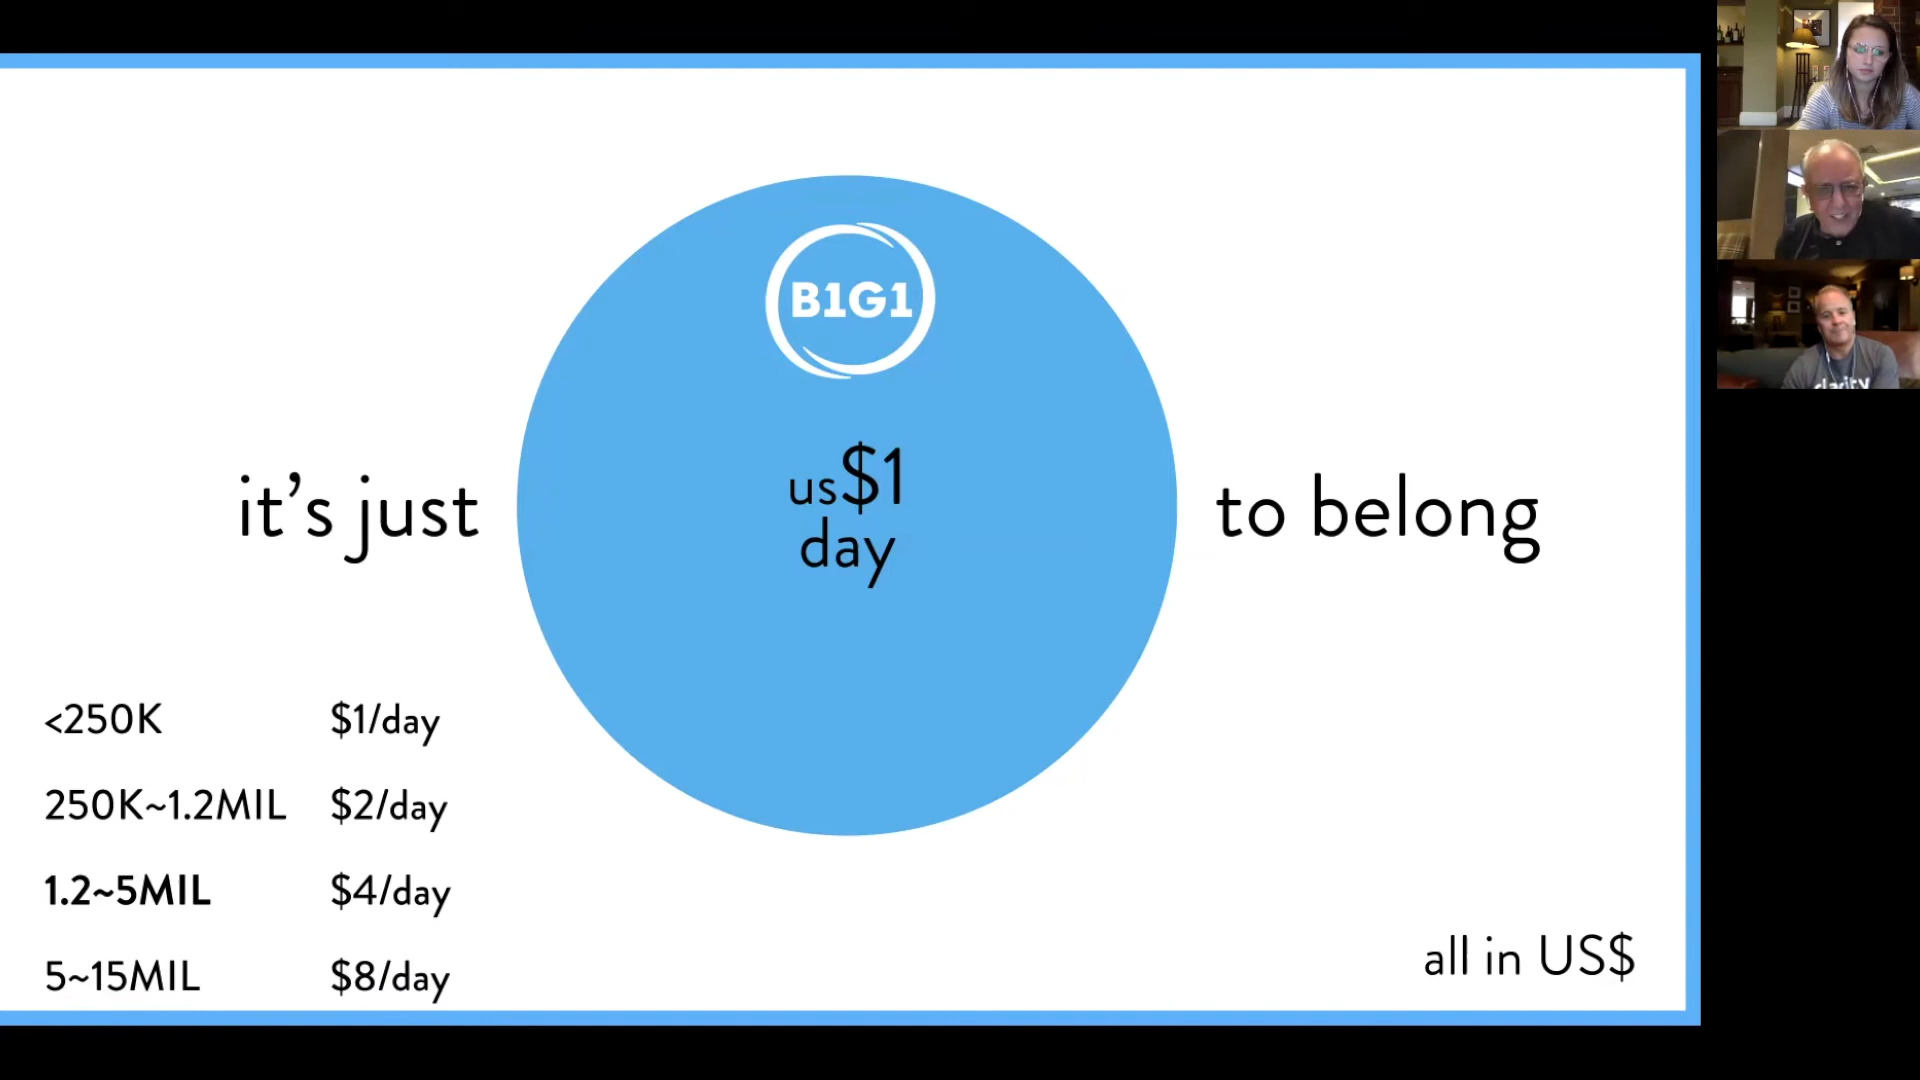 B1G1
it's just
us$1
day
to belong
<250K $1/day
250K~1.2MIL $2/day
1.2~5MIL $4/day
5~15MIL $8/day
all in US$
clarity